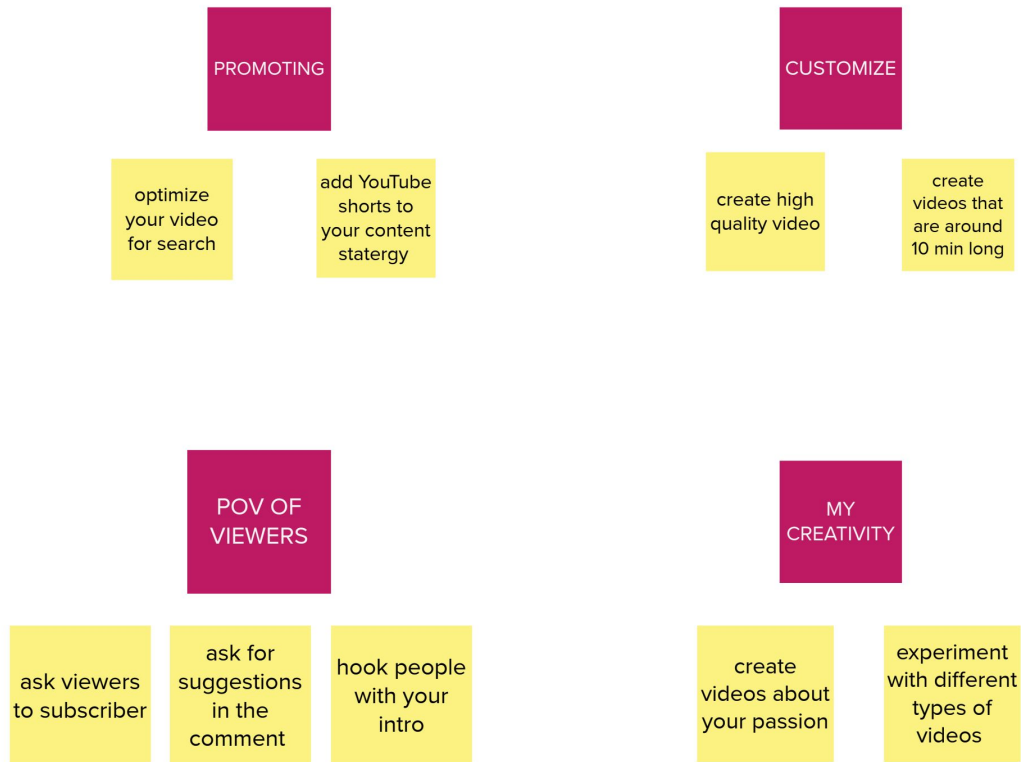 PROMOTING
optimize
your video
for search
add YouTube
shorts to
your content
statergy
CUSTOMIZE
create high
quality video
create
videos that
are around
10 min long
POV OF
VIEWERS
ask viewers
to subscriber
ask for
suggestions
in the
comment
hook people
with your
intro
MY
CREATIVITY
create
videos about
your passion
experiment
with different
types of
videos